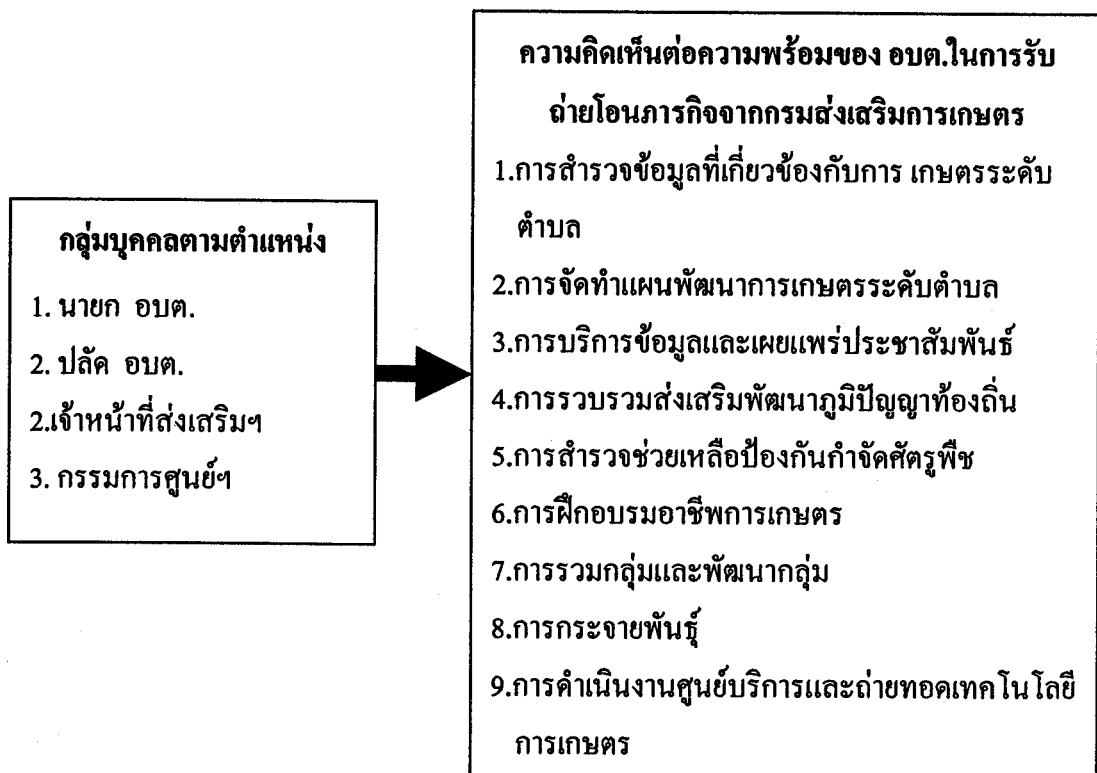 กลุ่มบุคคลตามตำแหน่ง
1. นายก อบต.
2. ปลัด อบต.
2.เจ้าหน้าที่ส่งเสริมฯ
3. กรรมการศูนย์ฯ
ความคิดเห็นต่อความพร้อมของ อบต.ในการรับ
ถ่ายโอนภารกิจจากกรมส่งเสริมการเกษตร
1.การสำรวจข้อมูลที่เกี่ยวข้องกับการ เกษตรระดับ
ตำบล
2.การจัดทำแผนพัฒนาการเกษตรระดับตำบล
3.การบริการข้อมูลและเผยแพร่ประชาสัมพันธ์
4.การรวบรวมส่งเสริมพัฒนาภูมิปัญญาท้องถิ่น
5.การสำรวจช่วยเหลือป้องกันกำจัดศัตรูพืช
6.การฝึกอบรมอาชีพการเกษตร
7.การรวมกลุ่มและพัฒนากลุ่ม
8.การกระจายพันธุ์
9.การดำเนินงานศูนย์บริการและถ่ายทอดเทคโนโลยี
การเกษตร